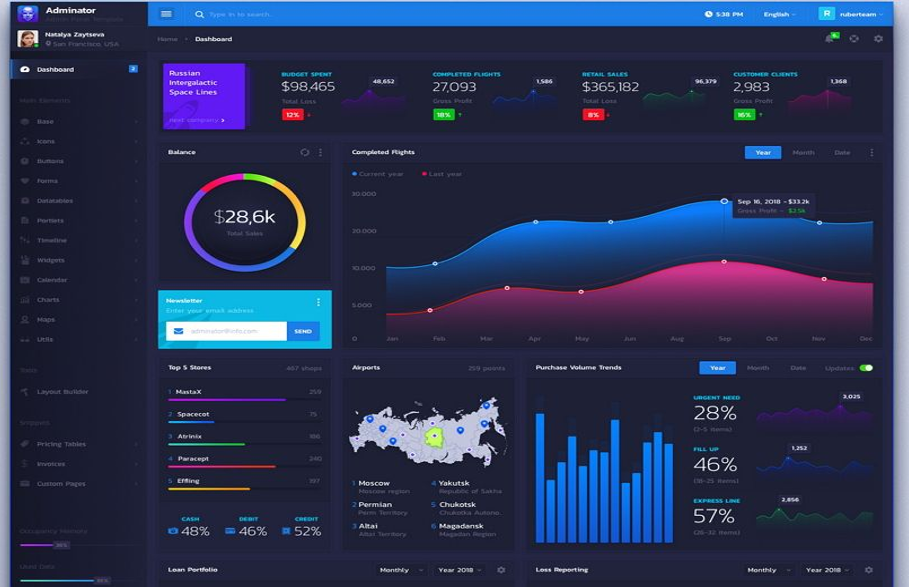 Adminator
Natalya Zaytseva
San Francisco, USA
Dashboard
2
Main Elements
Base
Icons
Buttons
Forms
Datatables
Portlets
Timeline
Widgets
Calendar
Charts
Maps
Utils
Tools
Layout Builder
Snippets
Pricing Tables
Invoices
Custom Pages
Occupancy Memory
Used Data
Type in to search.
5:38 PM
English
R
ruberteam
Home
Dashboard
Russian
Intergalactic
Space Lines
next company >
BUDGET SPENT
$98,465
Total Loss
12%
48,652
COMPLETED FLIGHTS
27,093
Gross Profit
18%
1,586
RETAIL SALES
$365,182
Total Loss
8%
96,379
CUSTOMER CLIENTS
2,983
Gross Profit
16%
1,368
Balance
$28,6k
Total Sales
Newsletter
Enter your email address
adminator@info.com
SEND
Completed Flights
Year
Month
Date
Current year
Last year
30.000
20.000
10.000
5.000
0
Jan
Feb
Mar
Apr
Sep
Jun
Aug
Sep
Oct
Nov
Dec
Sep 16, 2018 - $33.2k
Gross Profit - $2.5k
Top 5 Stores
467 shops
1 MastaX
259
2 Spacecot
75
3 Atrinix
186
4 Paracept
240
5 Effling
197
CASH
48%
DEBIT
46%
CREDIT
52%
Airports
259 points
1 Moscow
Moscow region
2 Permian
Perm Territory
3 Altai
Altai Territory
4 Yakutsk
Republic of Sakha
5 Chukotsk
Chukotka Autono.
6 Magadansk
Magadan Region
Purchase Volume Trends
Year
Month
Date
Updates
URGENT NEED
28%
(2-5 items)
3,025
FILL UP
46%
(18-25 items)
1,252
EXPRESS LINE
57%
(26-32 items)
2,856
Loan Portfolio
Monthly
Year 2018
Loss Reporting
Monthly
Year 2018